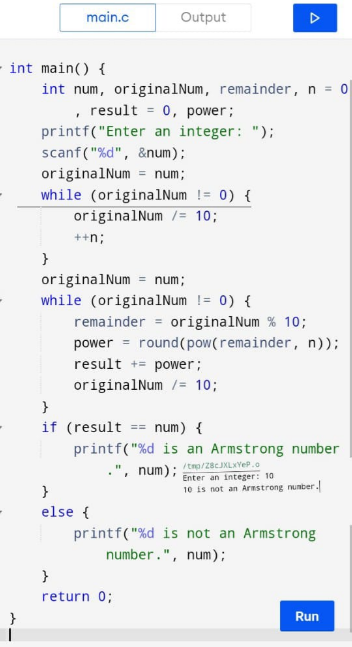 main.c
Output
int main() {
int num, originalNum, remainder, n = 0
, result = 0, power;
printf("Enter an integer: ");
scanf("%d", &num);
originalNum = num;
while (originalNum != 0) {
originalNum /= 10;
++n;
}
originalNum = num;
while (originalNum != 0) {
remainder = originalNum % 10;
power = round(pow(remainder, n));
result += power;
originalNum /= 10;
}
if (result == num) {
printf("%d is an Armstrong number
.", num);
/tmp/Z8cJXLxYeP.o
Enter an integer: 10
10 is not an Armstrong number.
}
else {
printf("%d is not an Armstrong
number.", num);
}
return 0;
}
Run